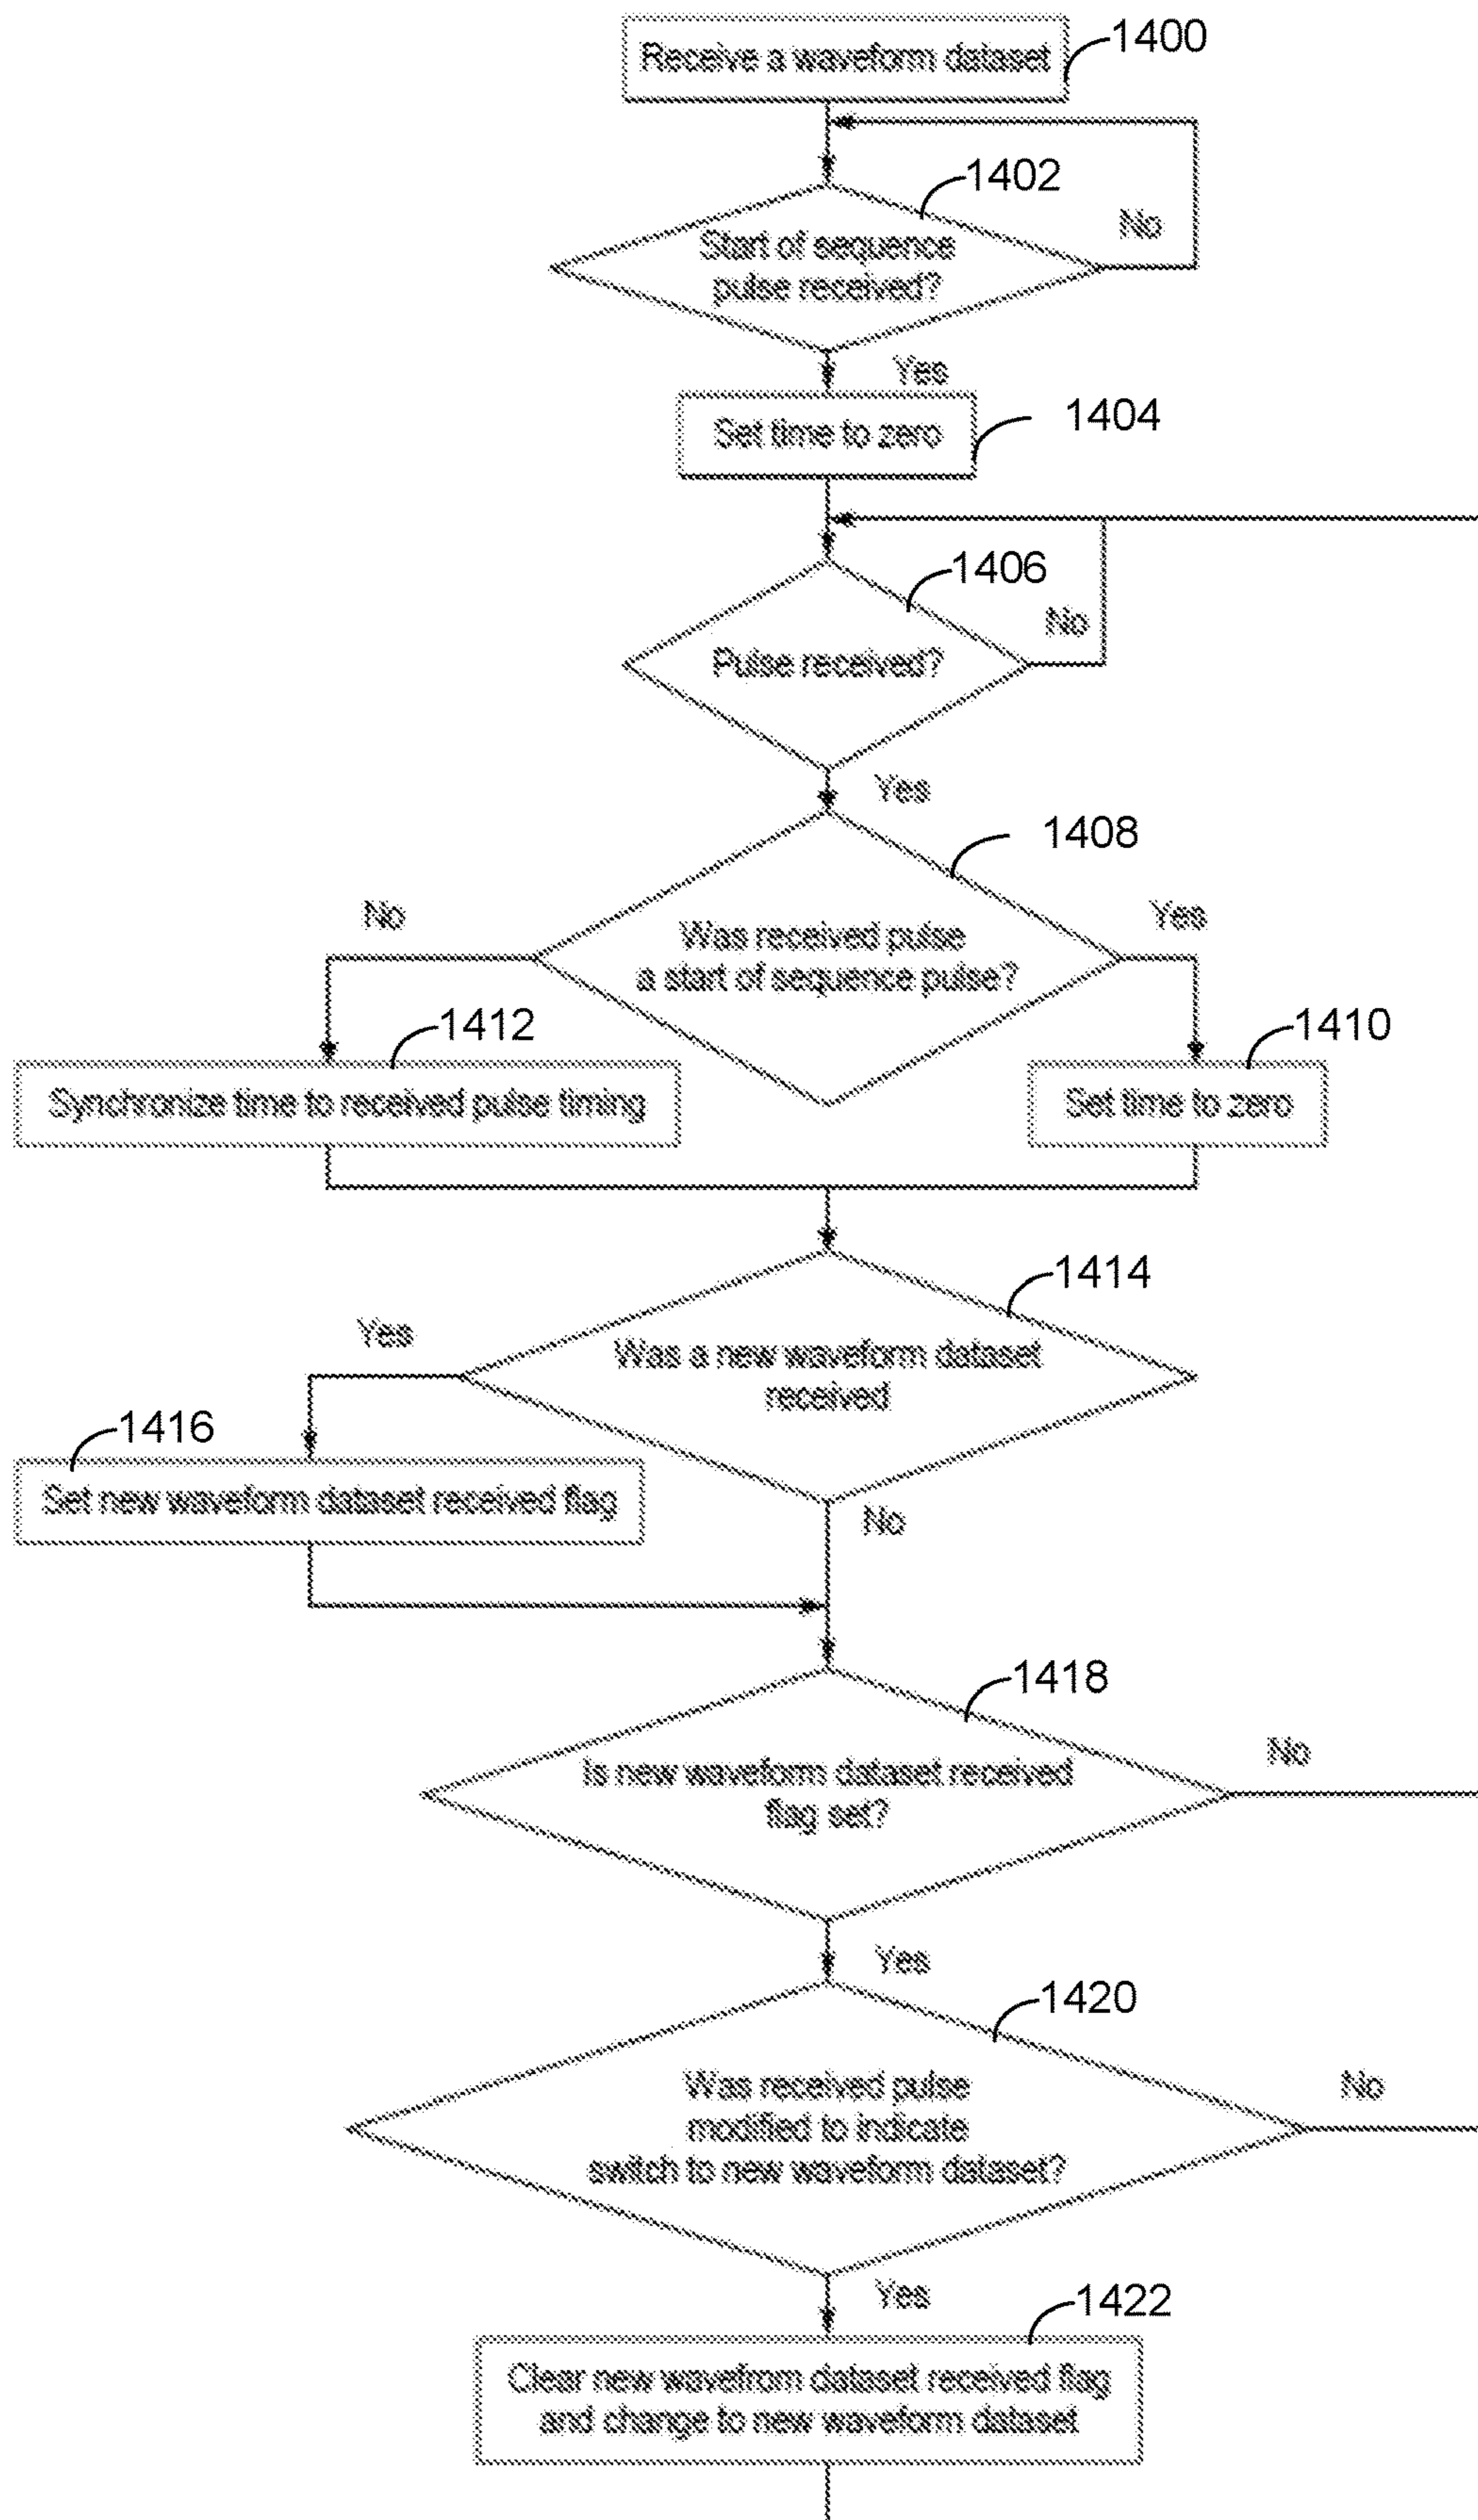 Receive a waveform dataset
1400
1402
No
Start of sequence
pulse received?
Yes
Set time to zero
1404
1406
No
Pulse received?
Yes
1408
No
Yes
Was received pulse
a start of sequence pulse?
1412
1410
Synchronize time to received pulse timing
Set time to zero
1414
Yes
Was a new waveform dataset
received
1416
Set new waveform dataset received flag
No
1418
No
Is new waveform dataset received
flag set?
Yes
1420
No
Was received pulse
modified to indicate
switch to new waveform dataset?
Yes
1422
Clear new wavefrom dataset received flag
and change to new waveform dataset